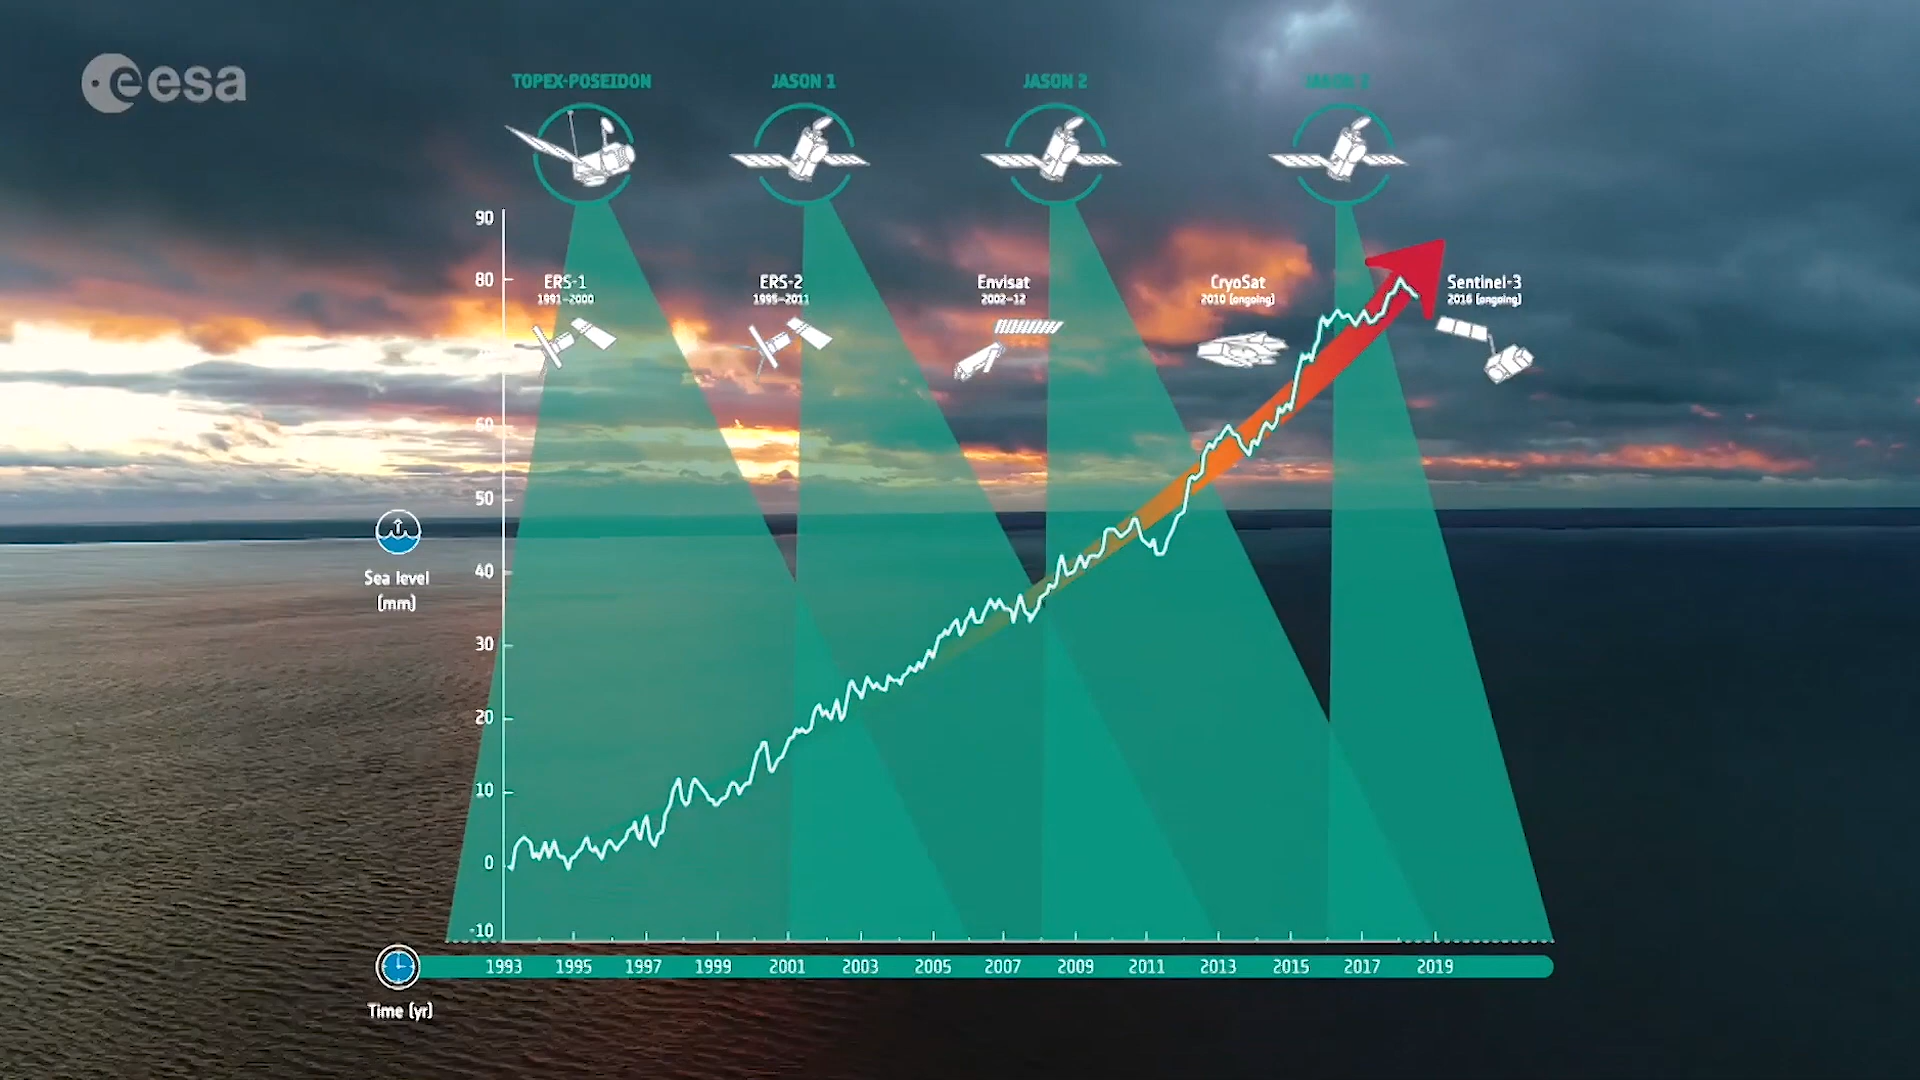 esa
TOPEX-POSEIDON
JASON 1
JASON 2
90
80
60
50
40
30
20
10
0
-10
ERS-1
1991–2000
ERS-2
1995–2011
Envisat
2002–12
CryoSat
2010 (ongoing)
Sentinel-3
2016 (ongoing)
Sea level
(mm)
1993 1995 1997 1999 2001 2003 2005 2007 2009 2011 2013 2015 2017 2019
Time (yr)